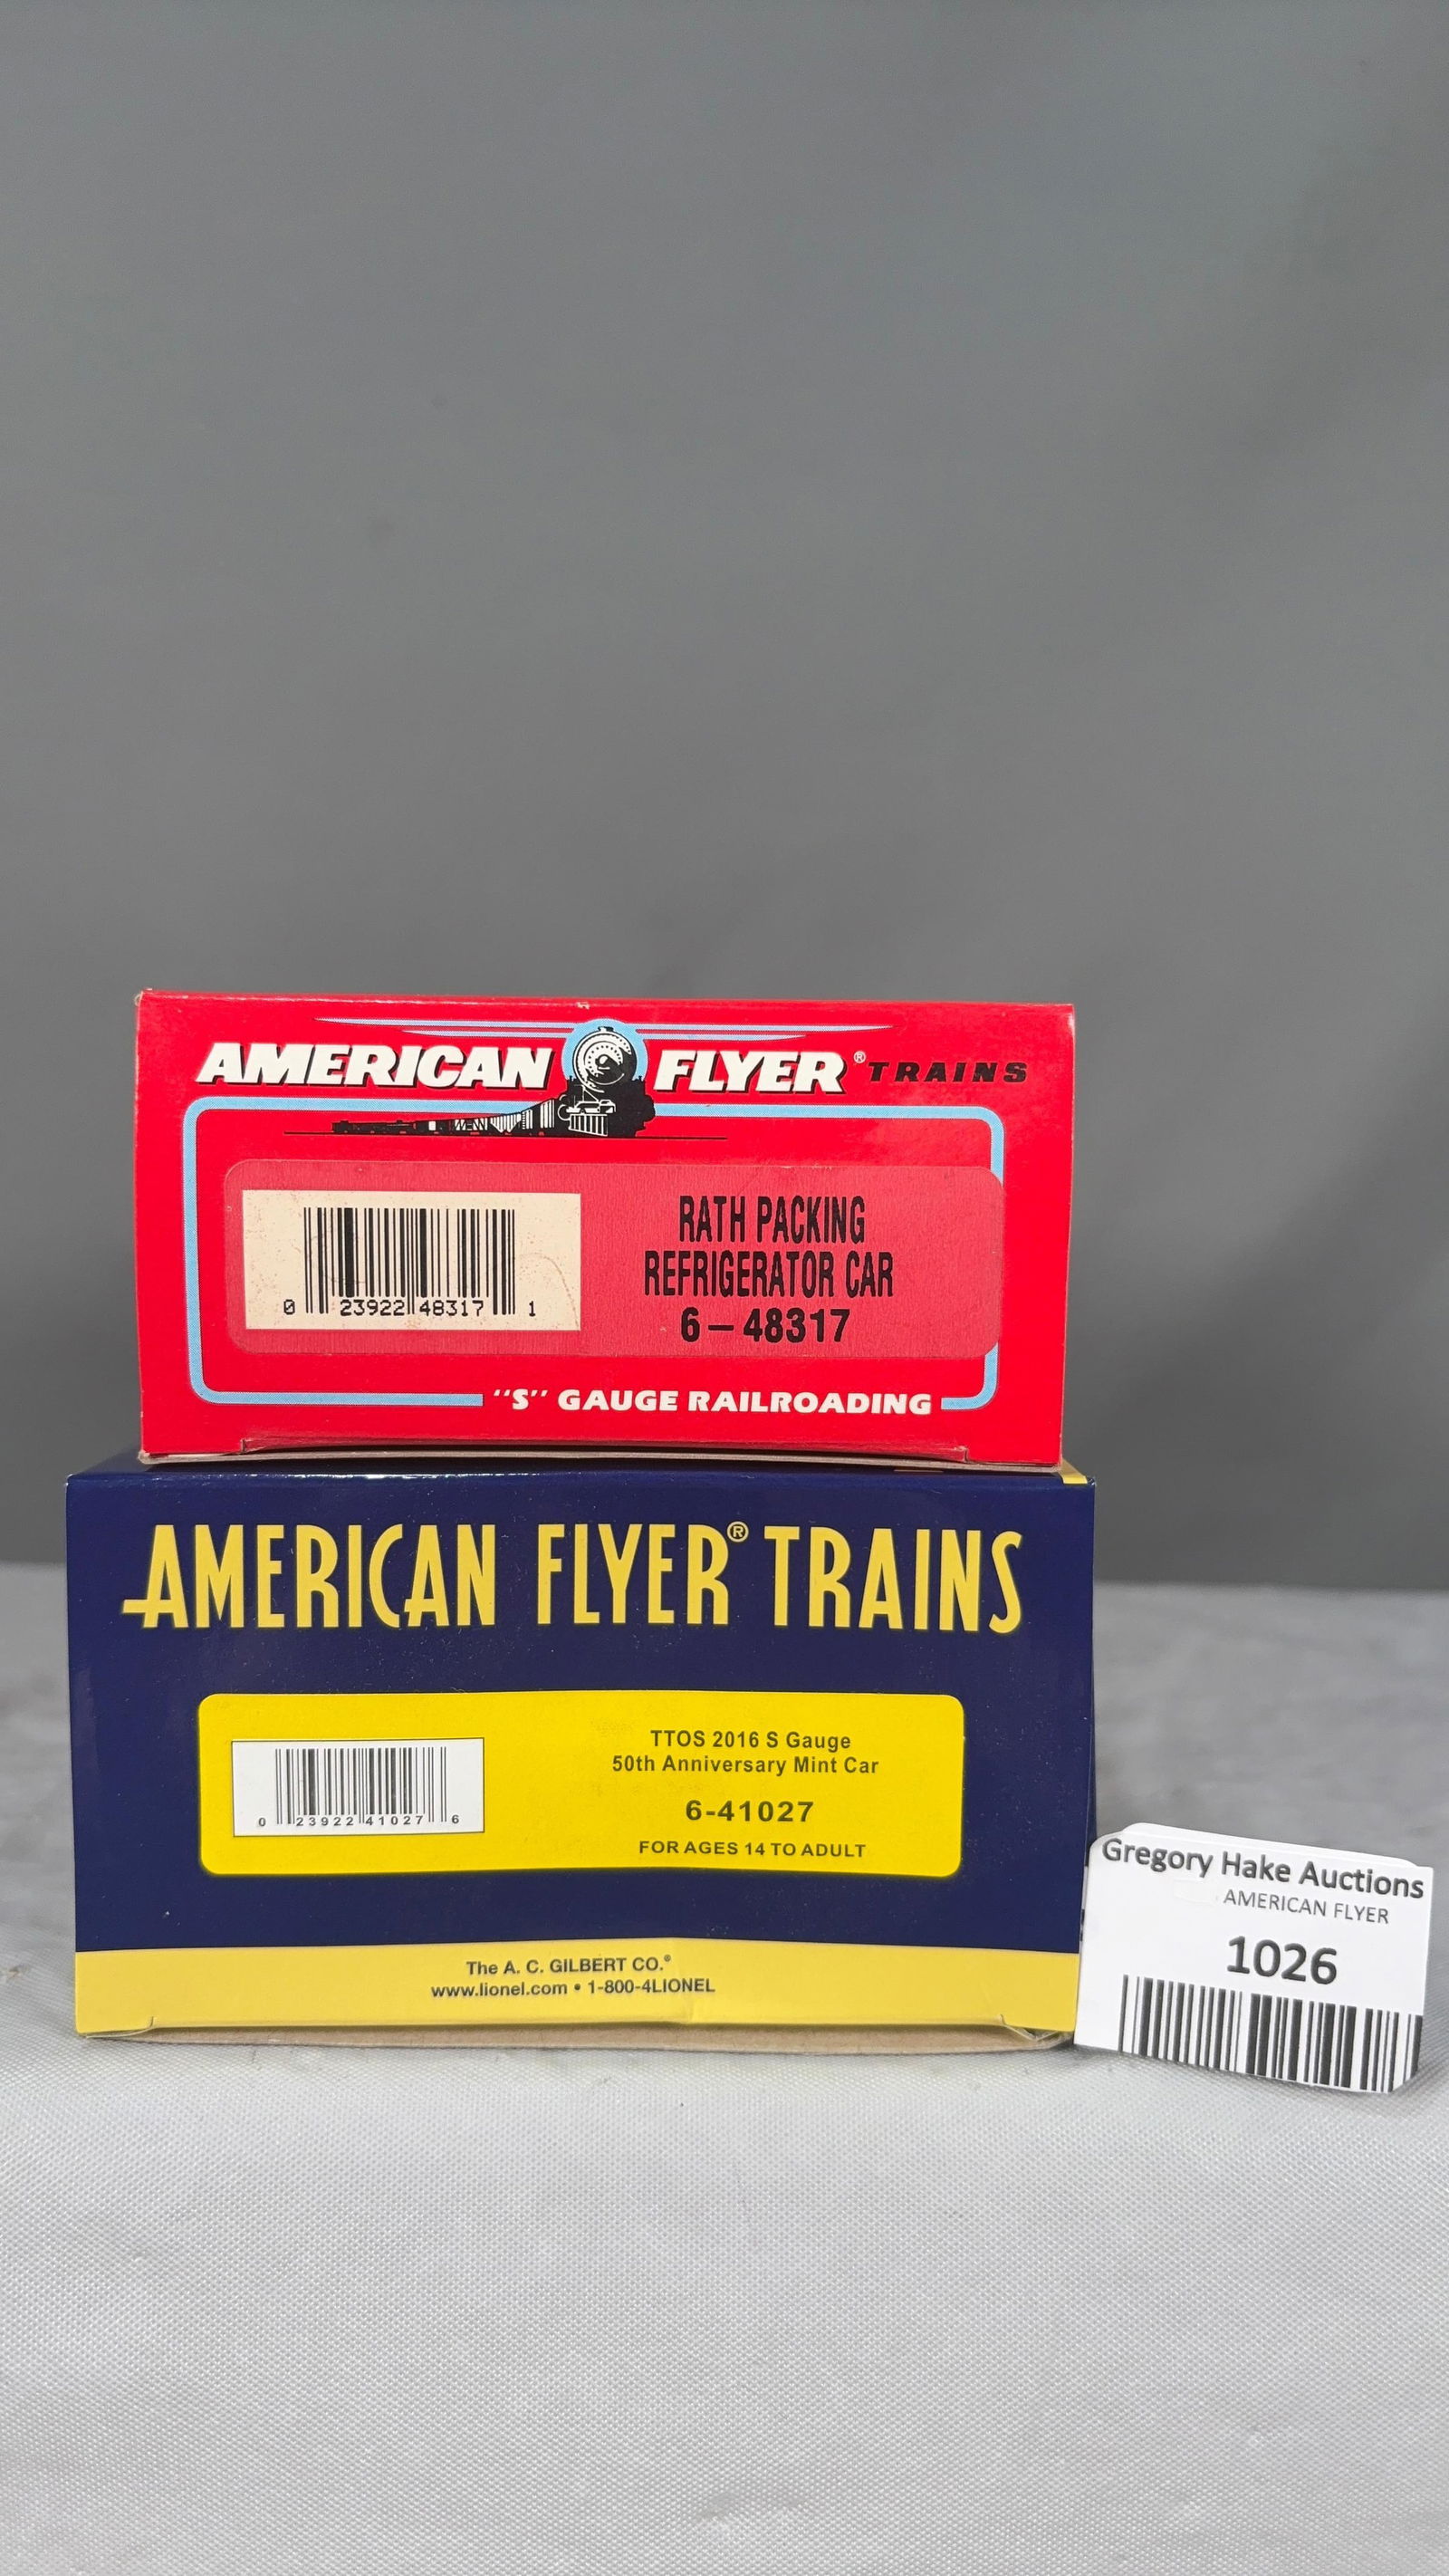 AMERICAN FLYER® TRAINS
RATH PACKING
REFRIGERATOR CAR
6-48317
0 23922 48317 1
"S" GAUGE RAILROADING
AMERICAN FLYER® TRAINS
TTOS 2016 S Gauge
50th Anniversary Mint Car
6-41027
FOR AGES 14 TO ADULT
0 23922 41027 6
The A. C. GILBERT CO.®
www.lionel.com • 1-800-4LIONEL
Gregory Hake Auctions
AMERICAN FLYER
1026